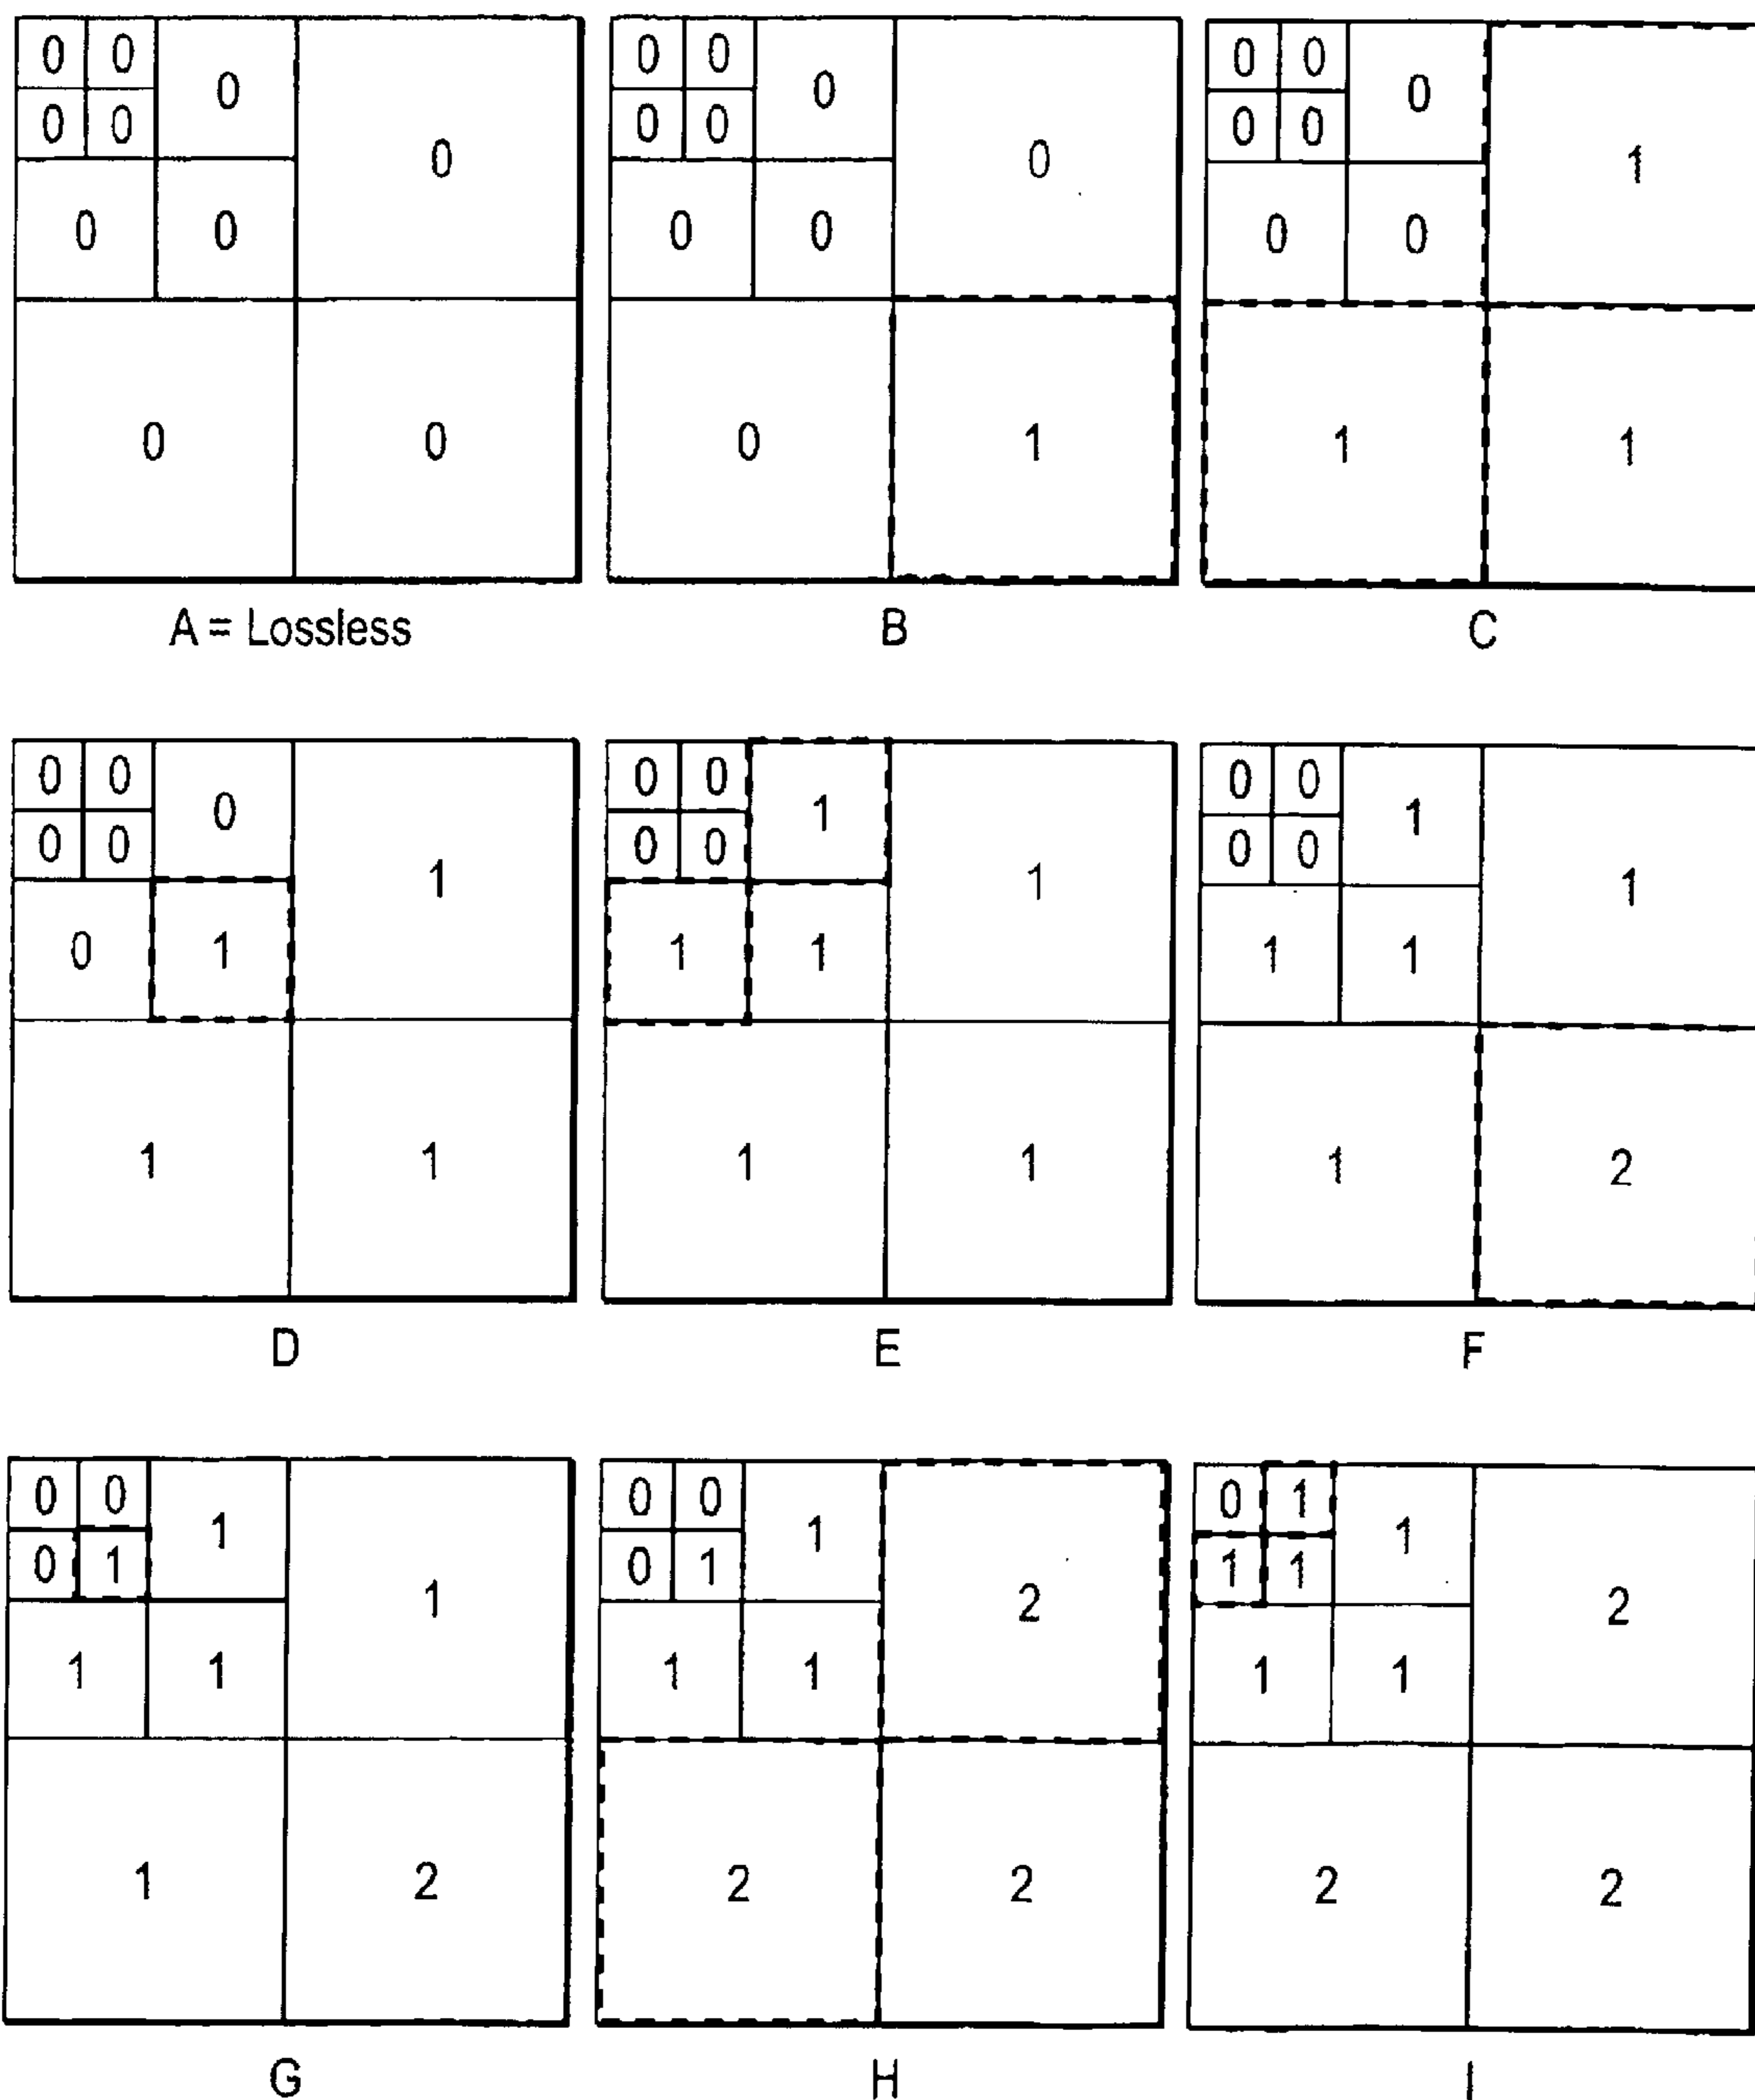 0 0 0 0 0 0 0 0 0
0 0 0 0 0 0
0 0 0 0 0 1
0 0 0 1 1 1
A = Lossless B C
0 0 0 0 0 1 0 0 1
0 0 1 0 0 1 0 0 1
0 1 1 1 1 1
1 1 1 1 1 2
D E F
0 0 1 0 0 1 0 1 1
0 1 1 0 1 2 1 1 2
1 1 1 1 1 1
1 2 2 2 2 2
G H I